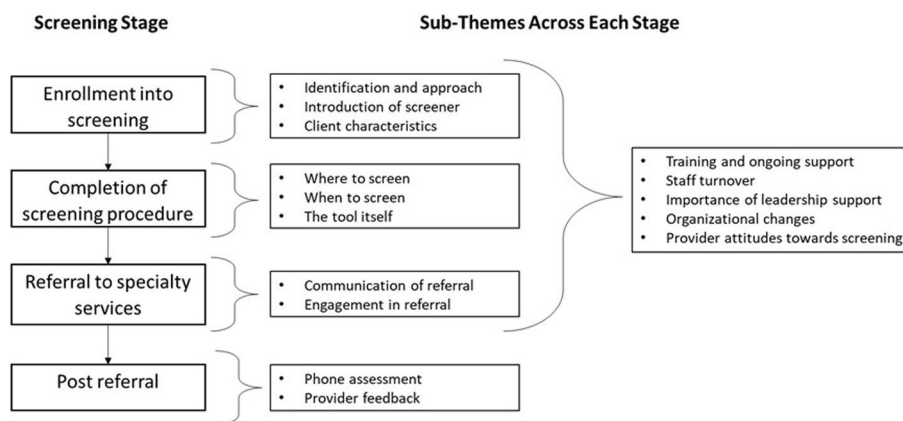 Screening Stage
Sub-Themes Across Each Stage
Enrollment into
screening
• Identification and approach
• Introduction of screener
• Client characteristics
Completion of
screening procedure
• Where to screen
• When to screen
• The tool itself
• Training and ongoing support
• Staff turnover
• Importance of leadership support
• Organizational changes
• Provider attitudes towards screening
Referral to specialty
services
• Communication of referral
• Engagement in referral
Post referral
• Phone assessment
• Provider feedback